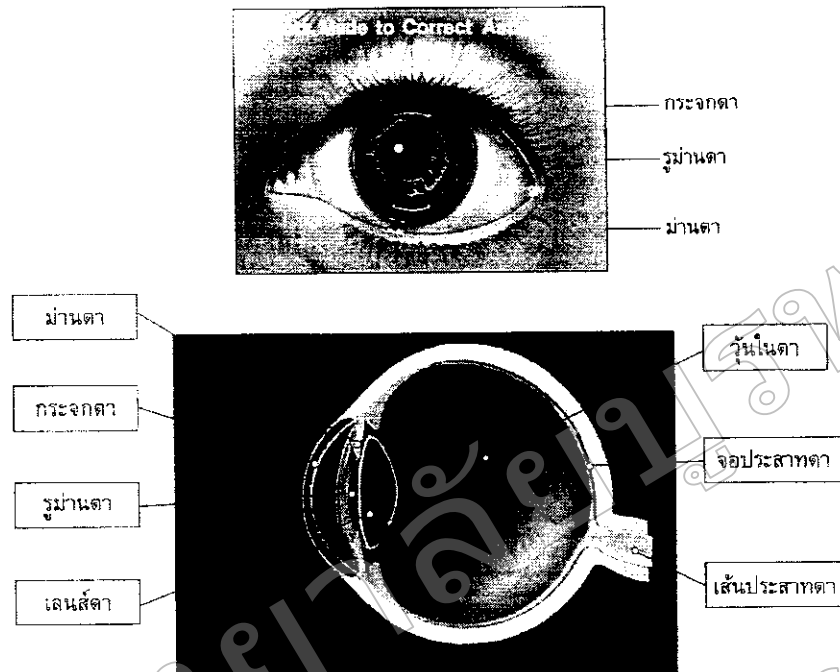 Made to Correct
กระจกตา
รูม่านตา
ม่านตา
ม่านตา
กระจกตา
รูม่านตา
เลนส์ตา
วุ้นในตา
จอประสาทตา
เส้นประสาทตา